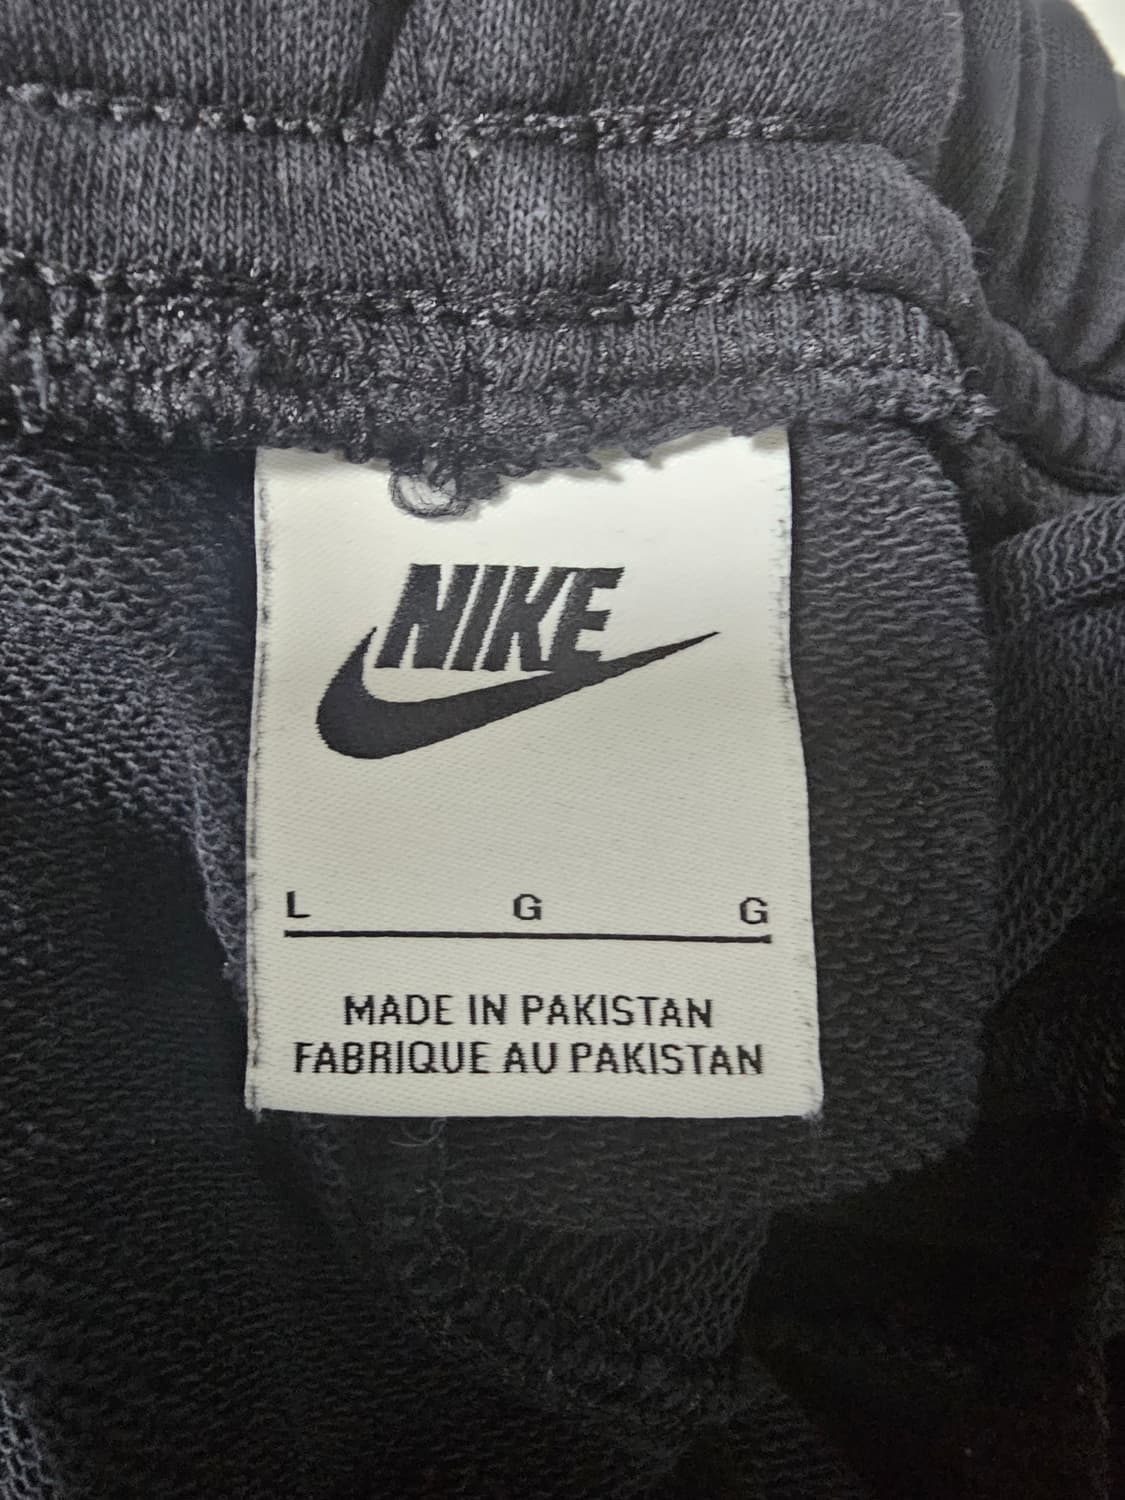 NIKE
L G G
MADE IN PAKISTAN
FABRIQUE AU PAKISTAN